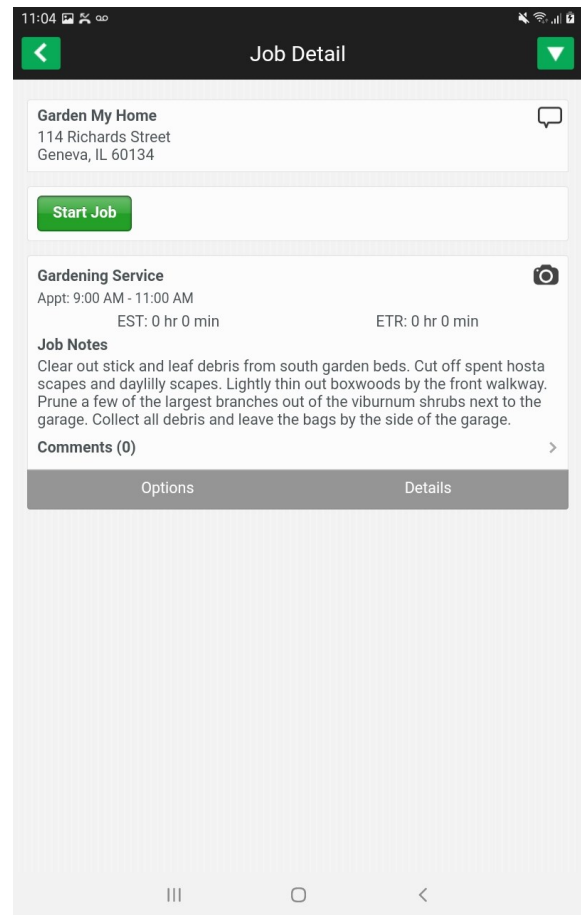 11:04
Job Detail
Garden My Home
114 Richards Street
Geneva, IL 60134
Start Job
Gardening Service
Appt: 9:00 AM - 11:00 AM
EST: 0 hr 0 min ETR: 0 hr 0 min
Job Notes
Clear out stick and leaf debris from south garden beds. Cut off spent hosta
scapes and daylilly scapes. Lightly thin out boxwoods by the front walkway.
Prune a few of the largest branches out of the viburnum shrubs next to the
garage. Collect all debris and leave the bags by the side of the garage.
Comments (0)
Options Details